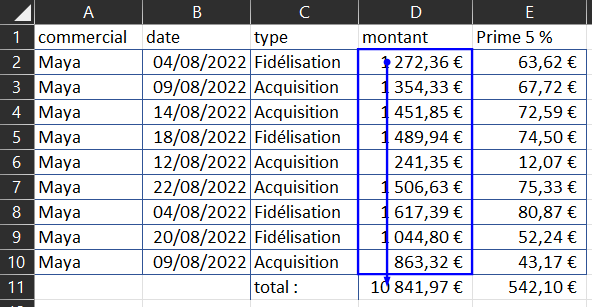 A B C D E
1 commercial date type montant Prime 5 %
2 Maya 04/08/2022 Fidélisation 1 272,36 € 63,62 €
3 Maya 09/08/2022 Acquisition 1 354,33 € 67,72 €
4 Maya 14/08/2022 Acquisition 1 451,85 € 72,59 €
5 Maya 18/08/2022 Fidélisation 1 489,94 € 74,50 €
6 Maya 12/08/2022 Acquisition 241,35 € 12,07 €
7 Maya 22/08/2022 Acquisition 1 506,63 € 75,33 €
8 Maya 04/08/2022 Fidélisation 1 617,39 € 80,87 €
9 Maya 20/08/2022 Fidélisation 1 044,80 € 52,24 €
10 Maya 09/08/2022 Acquisition 863,32 € 43,17 €
11 total : 10 841,97 € 542,10 €